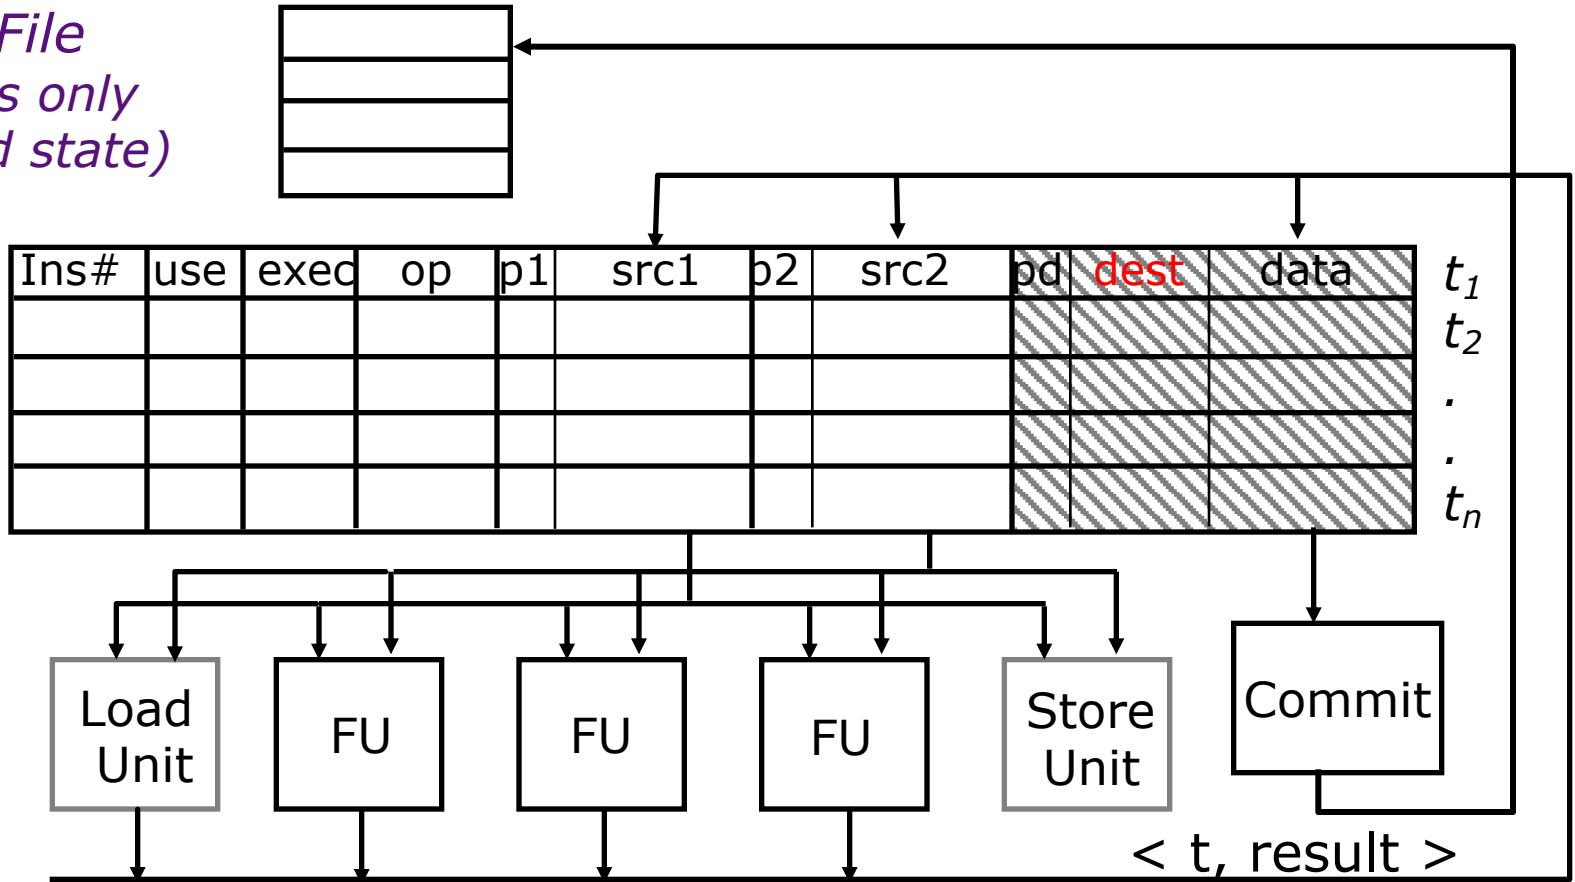 File
s only
d state)
Ins# use exec op p1 src1 p2 src2 pd dest data t1
t2
.
.
tn
Load Unit
FU
FU
FU
Store Unit
Commit
< t, result >